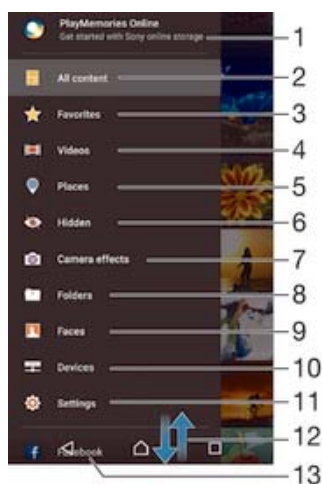 PlayMemories Online
Get started with Sony online storage
1
All content
2
Favorites
3
Videos
4
Places
5
Hidden
6
Camera effects
7
Folders
8
Faces
9
Devices
10
Settings
11
12
Facebook
13